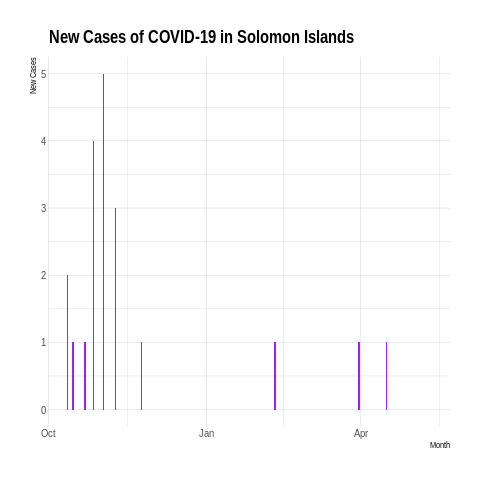 New Cases of COVID-19 in Solomon Islands
New Cases
5
4
3
2
1
0
Oct
Jan
Apr
Month